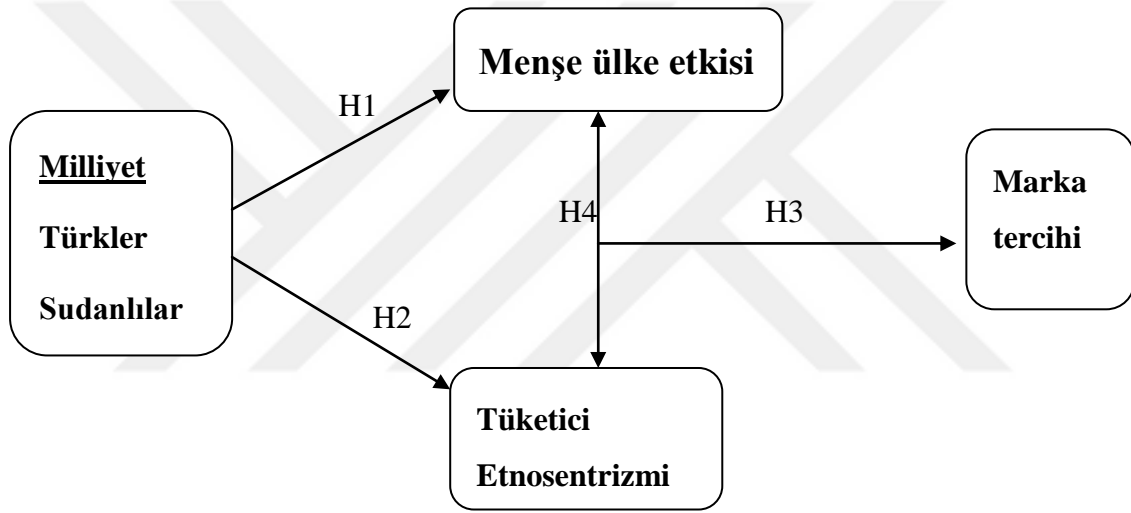 Menşe ülke etkisi
H1
Milliyet
Türkler
Sudanlılar
H4
H3
Marka
tercihi
H2
Tüketici
Etnosentrizmi